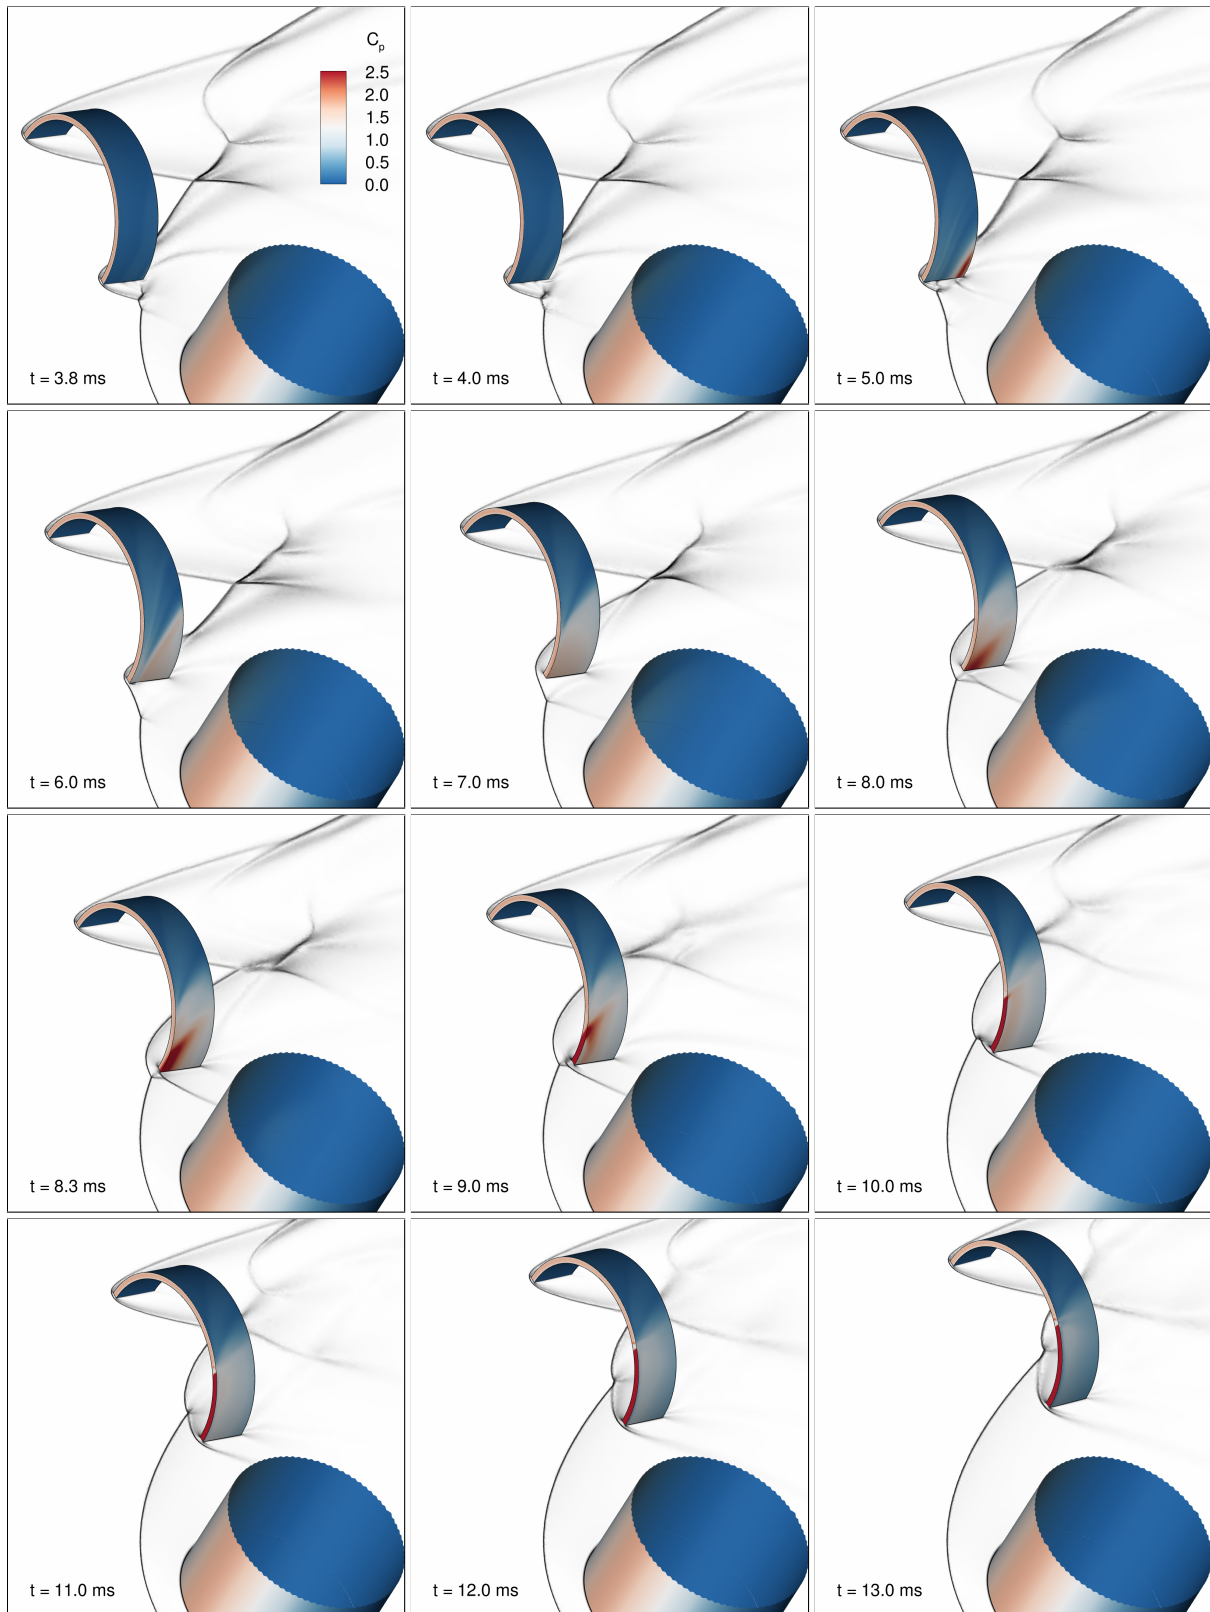 C_p
2.5
2.0
1.5
1.0
0.5
0.0
t = 3.8 ms
t = 4.0 ms
t = 5.0 ms
t = 6.0 ms
t = 7.0 ms
t = 8.0 ms
t = 8.3 ms
t = 9.0 ms
t = 10.0 ms
t = 11.0 ms
t = 12.0 ms
t = 13.0 ms